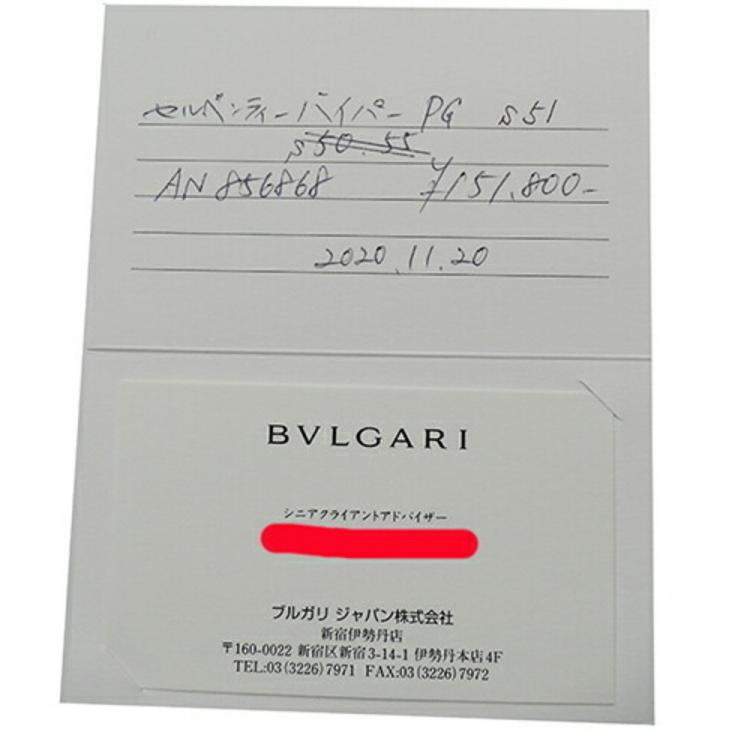 セルペンティーバイパー PG S51
S50.55
AN 856868 ¥151.800-
2020.11.20
BVLGARI
シニアクライアントアドバイザー
ブルガリ ジャパン株式会社
新宿伊勢丹店
〒160-0022 新宿区新宿3-14-1 伊勢丹本店4F
TEL:03(3226)7971 FAX:03(3226)7972